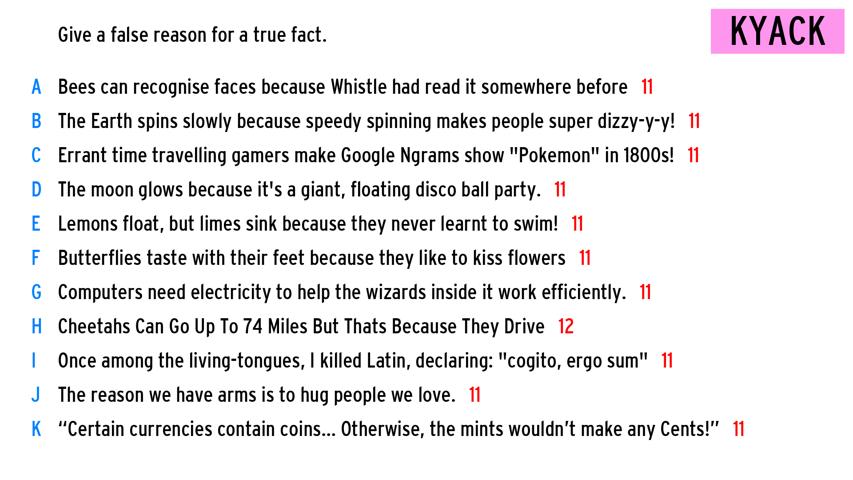 Give a false reason for a true fact.
KYACK
A Bees can recognise faces because Whistle had read it somewhere before 11
B The Earth spins slowly because speedy spinning makes people super dizzy-y-y! 11
C Errant time travelling gamers make Google Ngrams show "Pokemon" in 1800s! 11
D The moon glows because it's a giant, floating disco ball party. 11
E Lemons float, but limes sink because they never learnt to swim! 11
F Butterflies taste with their feet because they like to kiss flowers 11
G Computers need electricity to help the wizards inside it work efficiently. 11
H Cheetahs Can Go Up To 74 Miles But Thats Because They Drive 12
I Once among the living-tongues, I killed Latin, declaring: "cogito, ergo sum" 11
J The reason we have arms is to hug people we love. 11
K “Certain currencies contain coins... Otherwise, the mints wouldn’t make any Cents!” 11